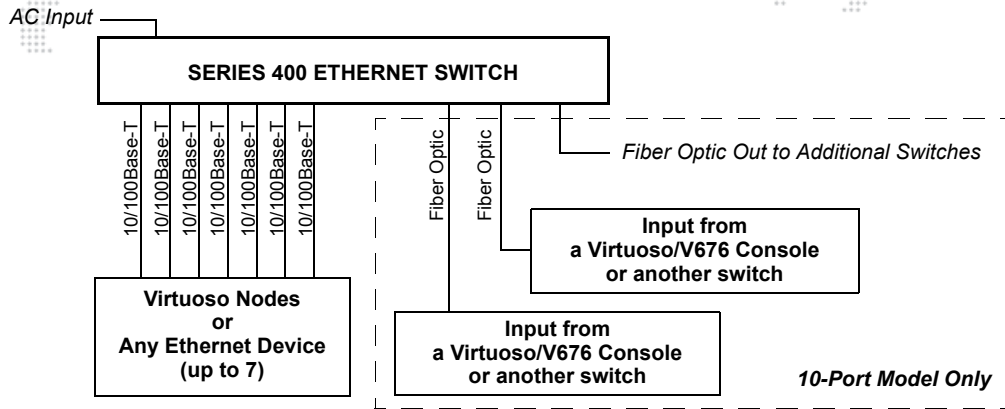 AC Input
SERIES 400 ETHERNET SWITCH
10/100Base-T
10/100Base-T
10/100Base-T
10/100Base-T
10/100Base-T
10/100Base-T
10/100Base-T
Fiber Optic
Fiber Optic
Fiber Optic Out to Additional Switches
Input from
a Virtuoso/V676 Console
or another switch
Virtuoso Nodes
or
Any Ethernet Device
(up to 7)
Input from
a Virtuoso/V676 Console
or another switch
10-Port Model Only